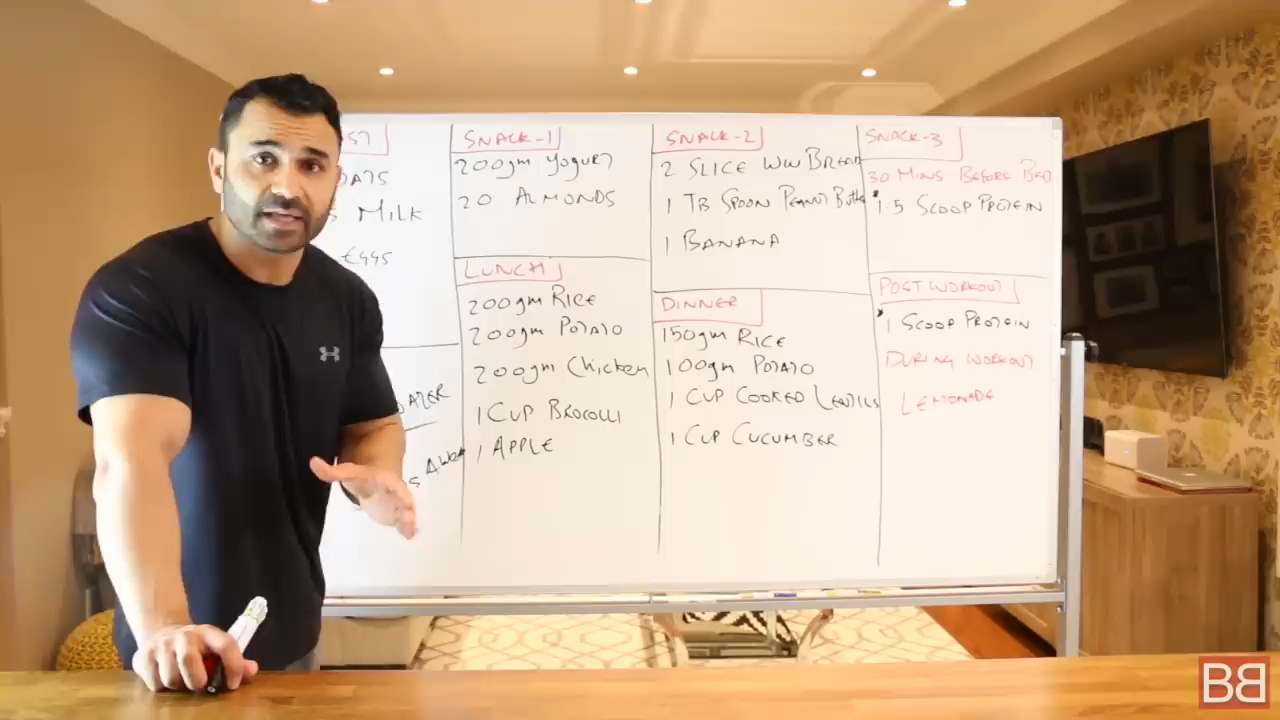 MILK
SNACK-1
200gm YOGURT
20 ALMONDS
LUNCH
200gm RICE
200gm POTATO
200gm Chicken
1 CUP BROCOLLI
1 APPLE
SNACK-2
2 SLICE WW BREAD
1 TB SPOON PEANUT Butter
1 BANANA
DINNER
150gm RICE
100gm POTATO
1 CUP COOKED LENTILS
1 CUP CUCUMBER
SNACK-3
30 MINS BEFORE BED
1.5 SCOOP PROTEIN
POST WORKOUT
1 SCOOP PROTEIN
DURING WORKOUT
LEMONADE
BB